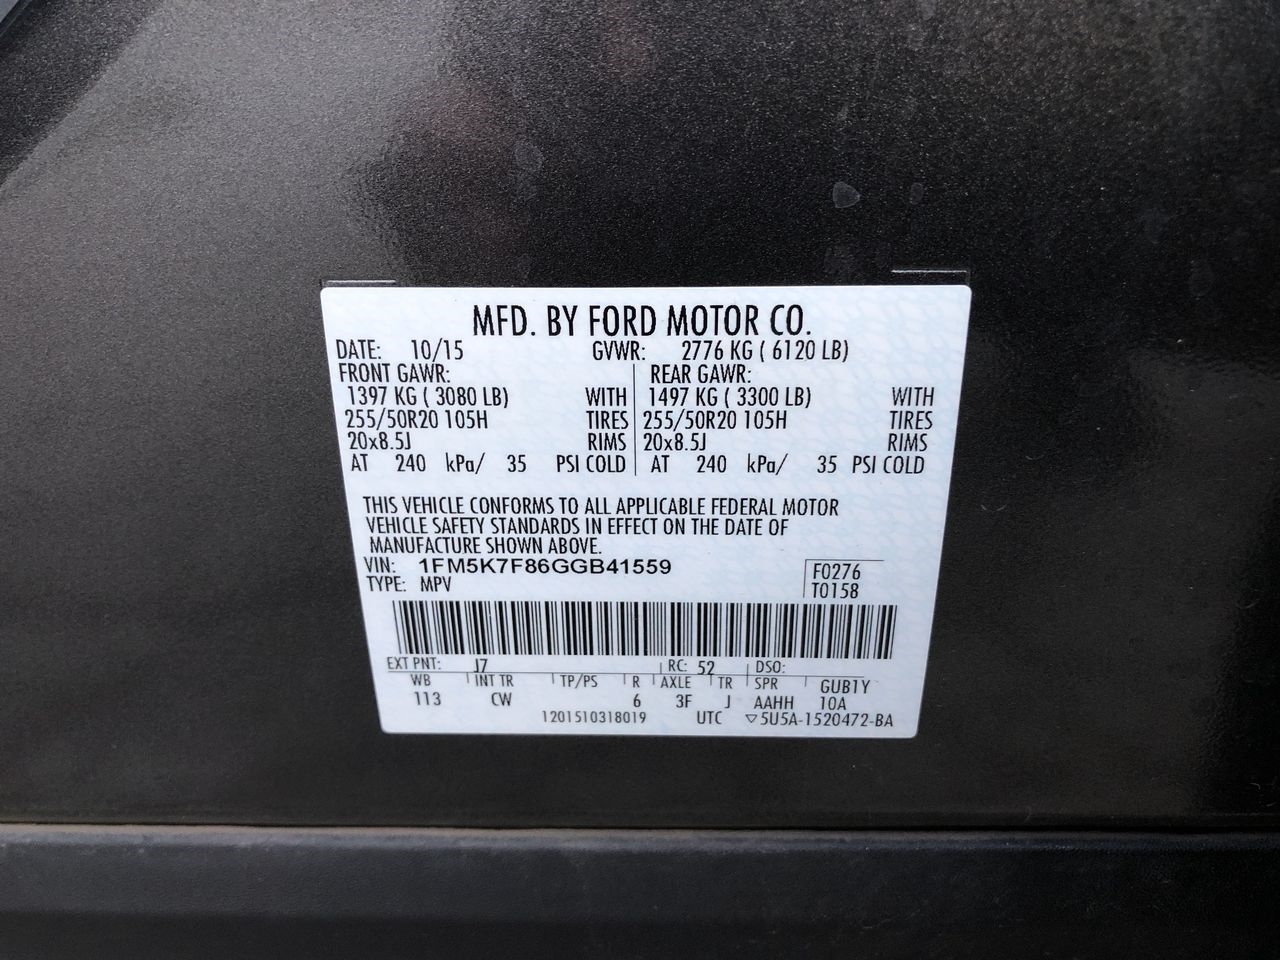 MFD. BY FORD MOTOR CO.
DATE: 10/15 GVWR: 2776 KG ( 6120 LB)
FRONT GAWR: REAR GAWR:
1397 KG ( 3080 LB) WITH 1497 KG ( 3300 LB) WITH
255/50R20 105H TIRES 255/50R20 105H TIRES
20x8.5J RIMS 20x8.5J RIMS
AT 240 kPa/ 35 PSI COLD AT 240 kPa/ 35 PSI COLD
THIS VEHICLE CONFORMS TO ALL APPLICABLE FEDERAL MOTOR
VEHICLE SAFETY STANDARDS IN EFFECT ON THE DATE OF
MANUFACTURE SHOWN ABOVE.
VIN: 1FM5K7F86GGB41559 F0276
TYPE: MPV T0158
EXT PNT: J7 RC: 52 DSO:
WB INT TR TP/PS R AXLE TR SPR GUB1Y
113 CW 6 3F J AAHH 10A
1201510318019 UTC ▽5U5A-1520472-BA